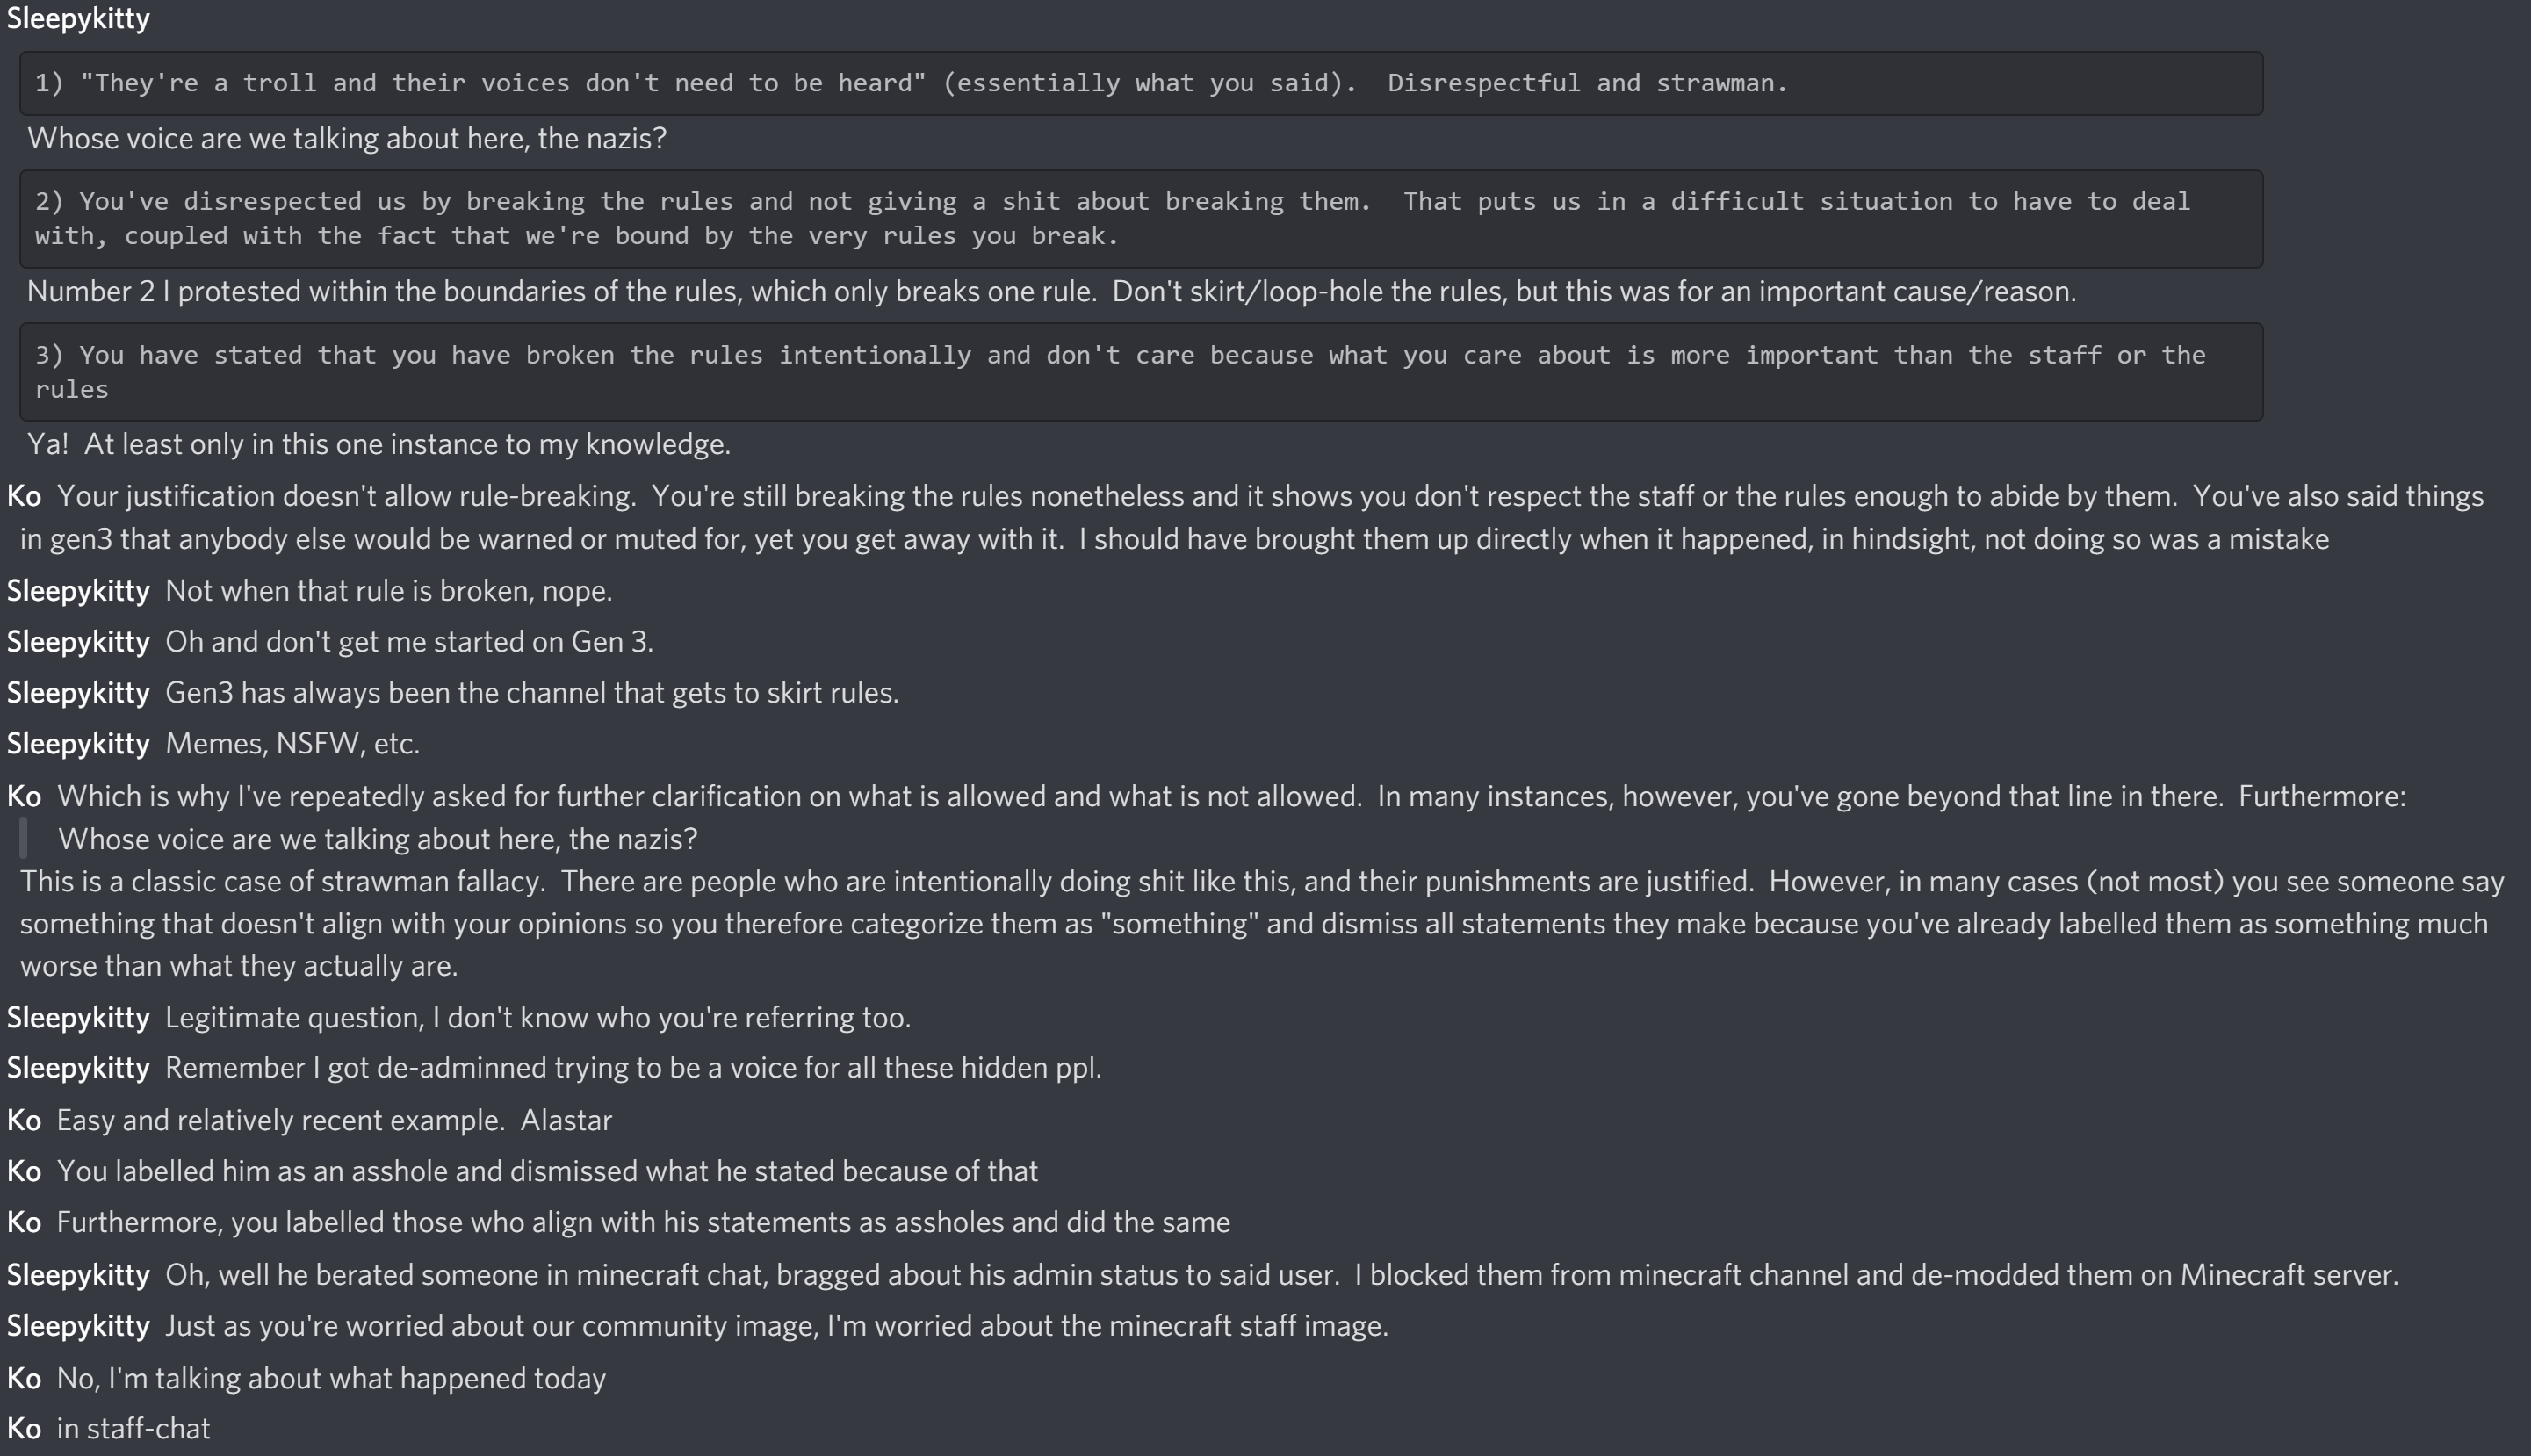 Sleepykitty
1) "They're a troll and their voices don't need to be heard" (essentially what you said).  Disrespectful and strawman.
Whose voice are we talking about here, the nazis?
2) You've disrespected us by breaking the rules and not giving a shit about breaking them.  That puts us in a difficult situation to have to deal
with, coupled with the fact that we're bound by the very rules you break.
Number 2 I protested within the boundaries of the rules, which only breaks one rule.  Don't skirt/loop-hole the rules, but this was for an important cause/reason.
3) You have stated that you have broken the rules intentionally and don't care because what you care about is more important than the staff or the
rules
Ya!  At least only in this one instance to my knowledge.
Ko Your justification doesn't allow rule-breaking.  You're still breaking the rules nonetheless and it shows you don't respect the staff or the rules enough to abide by them.  You've also said things
in gen3 that anybody else would be warned or muted for, yet you get away with it.  I should have brought them up directly when it happened, in hindsight, not doing so was a mistake
Sleepykitty Not when that rule is broken, nope.
Sleepykitty Oh and don't get me started on Gen 3.
Sleepykitty Gen3 has always been the channel that gets to skirt rules.
Sleepykitty Memes, NSFW, etc.
Ko Which is why I've repeatedly asked for further clarification on what is allowed and what is not allowed.  In many instances, however, you've gone beyond that line in there.  Furthermore:
Whose voice are we talking about here, the nazis?
This is a classic case of strawman fallacy.  There are people who are intentionally doing shit like this, and their punishments are justified.  However, in many cases (not most) you see someone say
something that doesn't align with your opinions so you therefore categorize them as "something" and dismiss all statements they make because you've already labelled them as something much
worse than what they actually are.
Sleepykitty Legitimate question, I don't know who you're referring too.
Sleepykitty Remember I got de-adminned trying to be a voice for all these hidden ppl.
Ko Easy and relatively recent example.  Alastar
Ko You labelled him as an asshole and dismissed what he stated because of that
Ko Furthermore, you labelled those who align with his statements as assholes and did the same
Sleepykitty Oh, well he berated someone in minecraft chat, bragged about his admin status to said user.  I blocked them from minecraft channel and de-modded them on Minecraft server.
Sleepykitty Just as you're worried about our community image, I'm worried about the minecraft staff image.
Ko No, I'm talking about what happened today
Ko in staff-chat